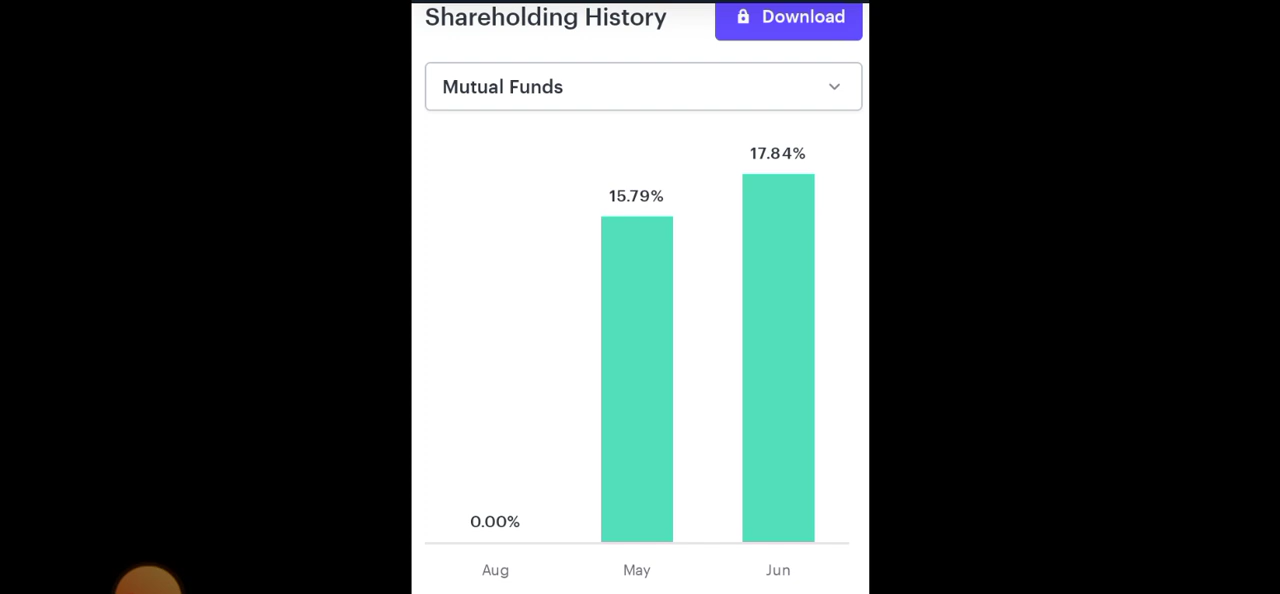 Shareholding History
Download
Mutual Funds
17.84%
15.79%
0.00%
Aug May Jun